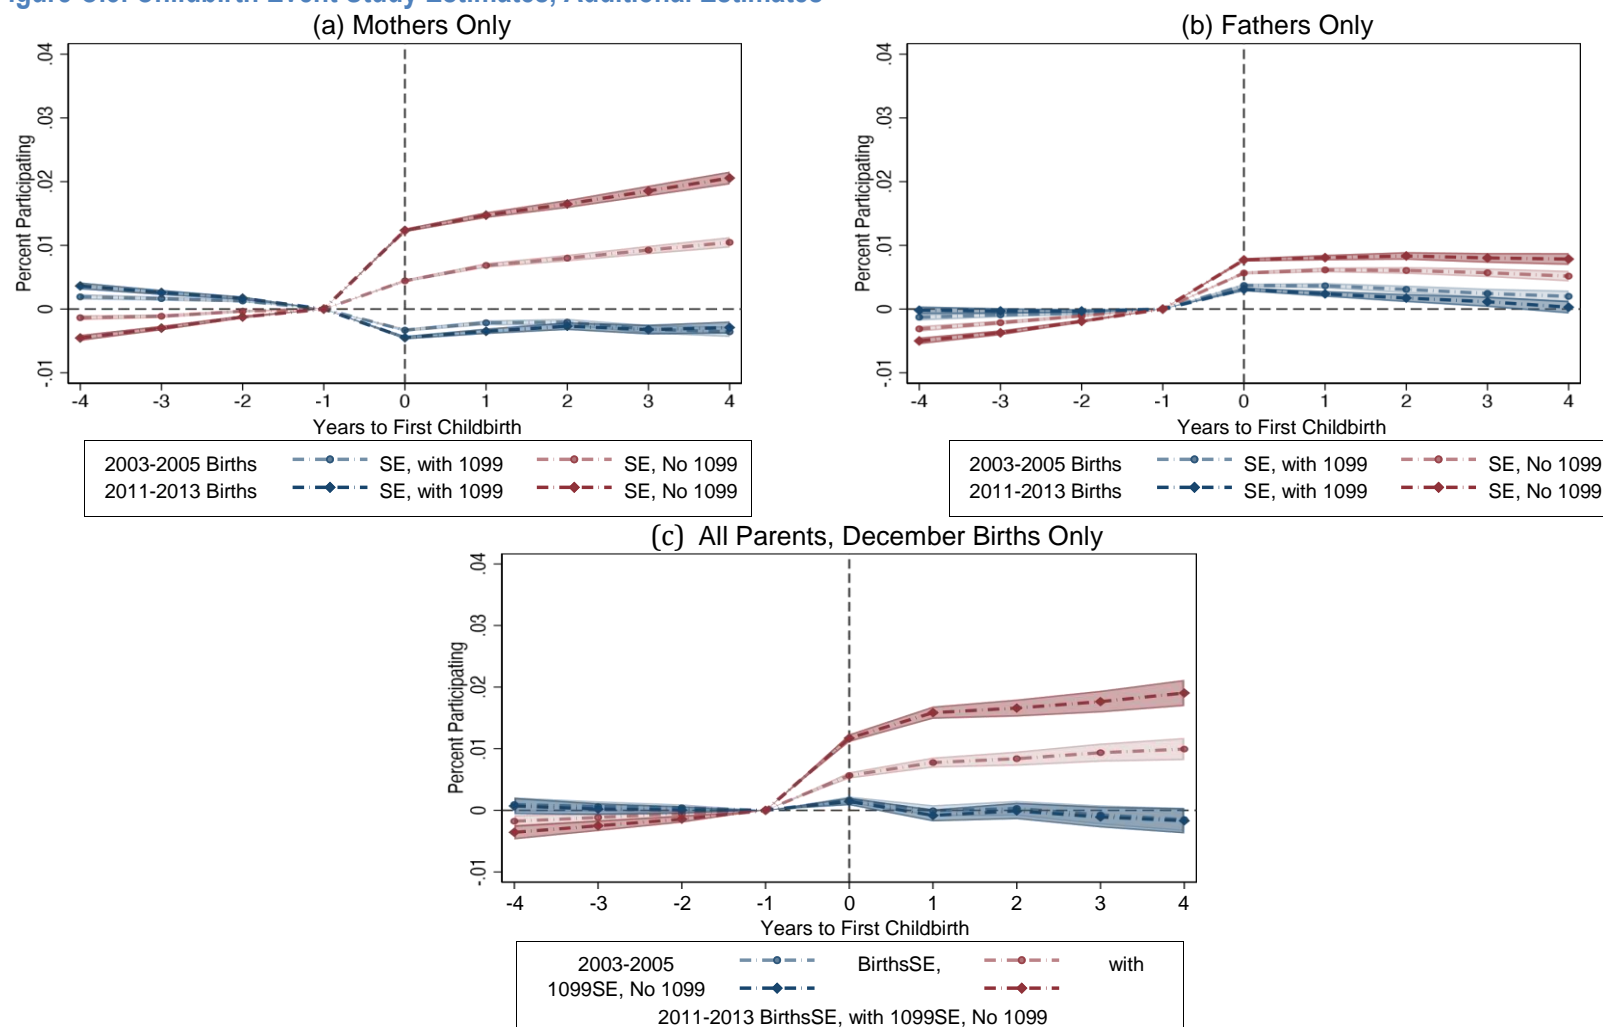 (a) Mothers Only
Percent Participating
.04
.03
.02
.01
0
-.01
-4 -3 -2 -1 0 1 2 3 4
Years to First Childbirth
2003-2005 Births SE, with 1099 SE, No 1099
2011-2013 Births SE, with 1099 SE, No 1099
(b) Fathers Only
Percent Participating
.04
.03
.02
.01
0
-.01
-4 -3 -2 -1 0 1 2 3 4
Years to First Childbirth
2003-2005 Births SE, with 1099 SE, No 1099
2011-2013 Births SE, with 1099 SE, No 1099
(c) All Parents, December Births Only
Percent Participating
.04
.03
.02
.01
0
-.01
-4 -3 -2 -1 0 1 2 3 4
Years to First Childbirth
2003-2005 BirthsSE, with
1099SE, No 1099
2011-2013 BirthsSE, with 1099SE, No 1099